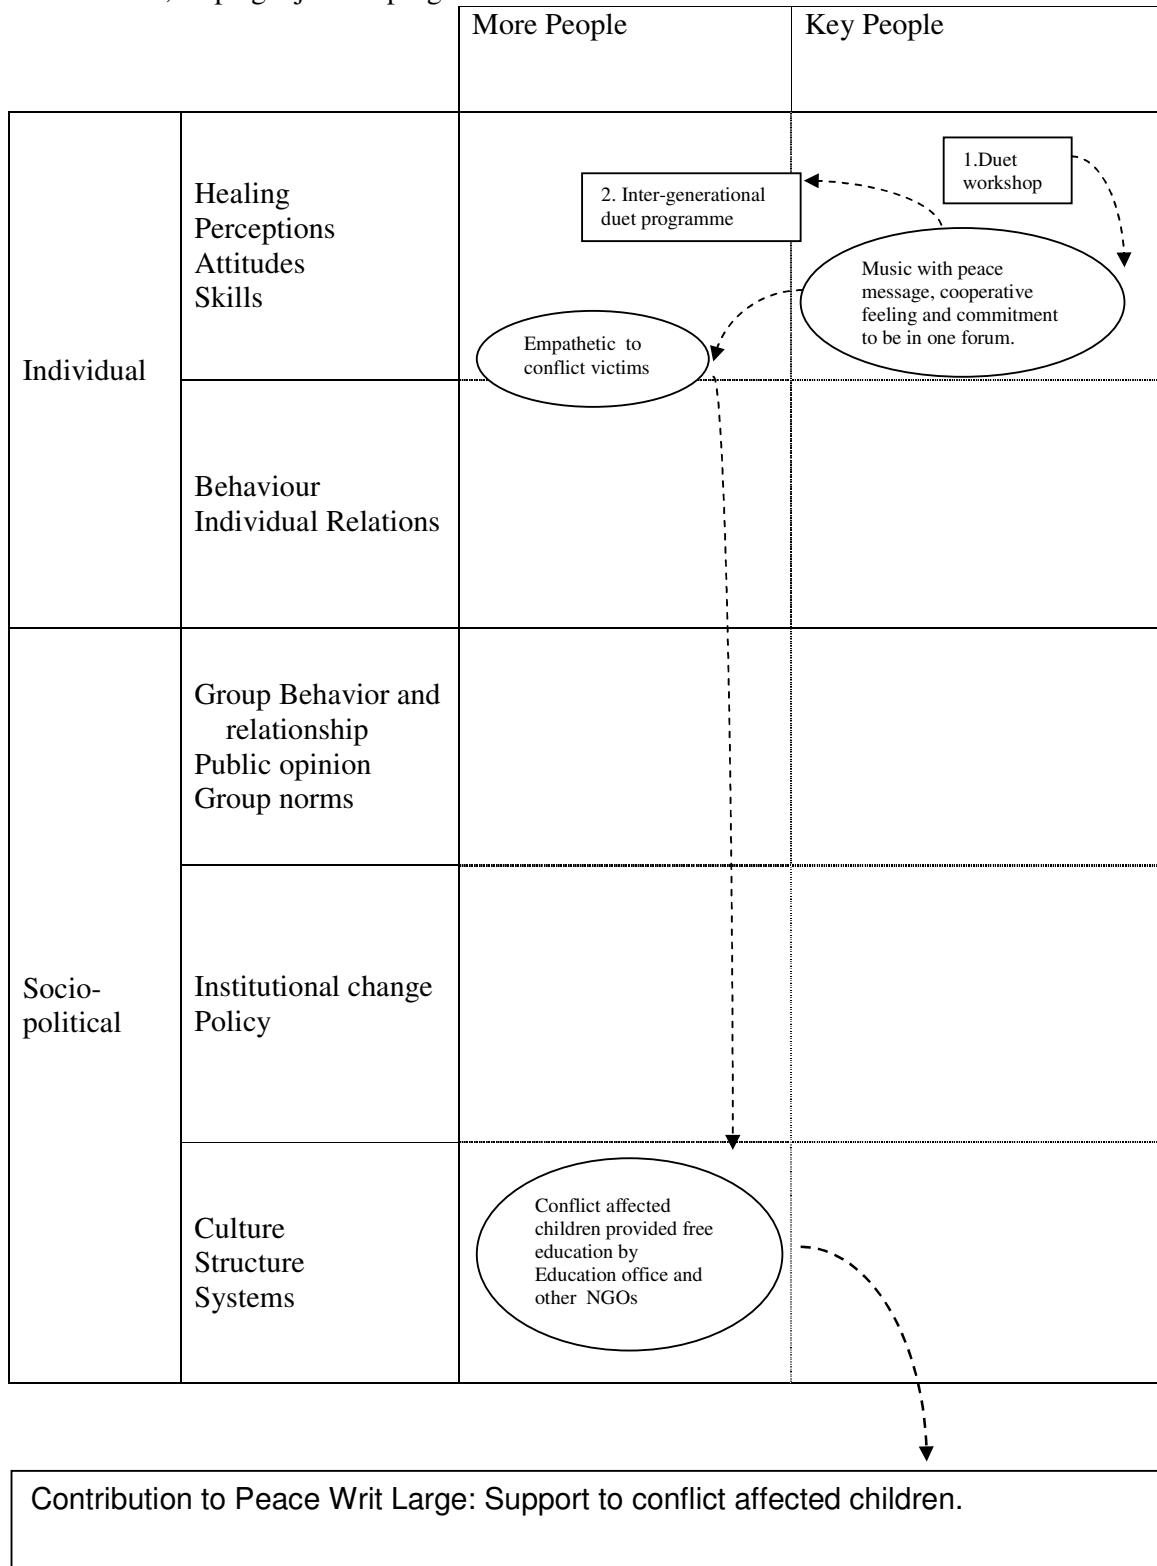 More People
Key People
Healing
Perceptions
Attitudes
Skills
1.Duet
workshop
2. Inter-generational
duet programme
Music with peace
message, cooperative
feeling and commitment
to be in one forum.
Empathetic to
conflict victims
Individual
Behaviour
Individual Relations
Group Behavior and
relationship
Public opinion
Group norms
Socio-
political
Institutional change
Policy
Culture
Structure
Systems
Conflict affected
children provided free
education by
Education office and
other NGOs
Contribution to Peace Writ Large: Support to conflict affected children.